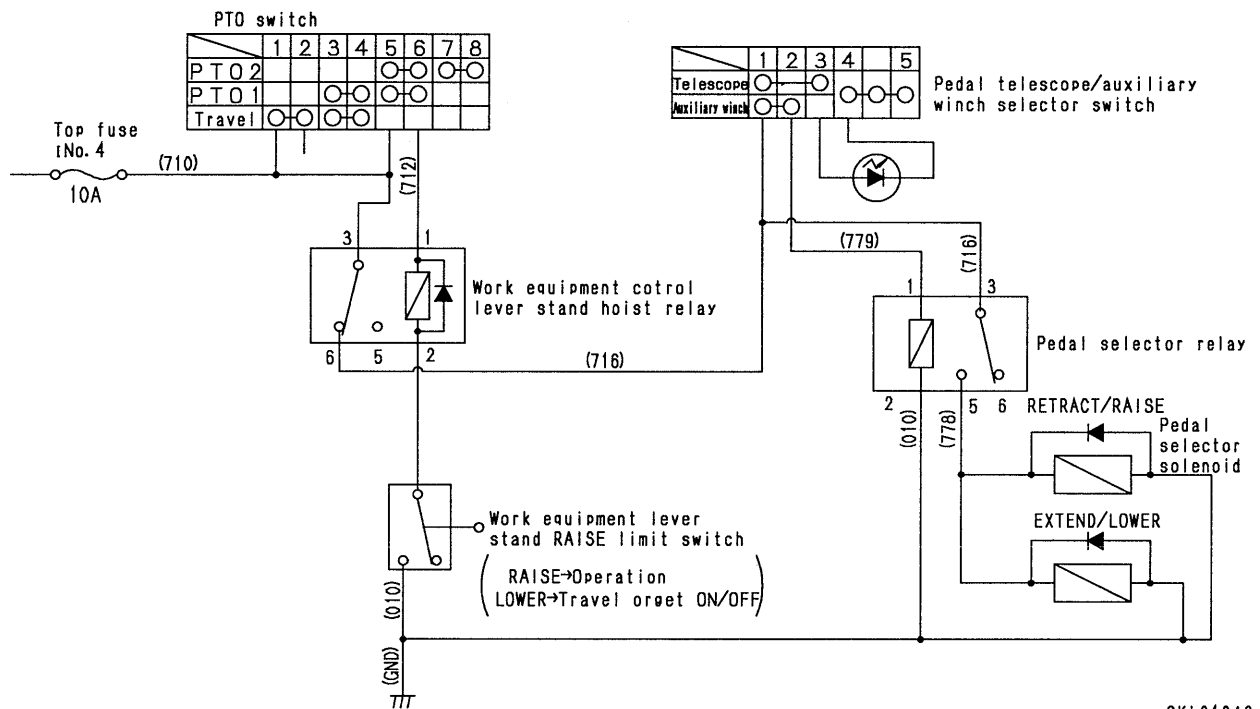 PTO switch
1 2 3 4 5 6 7 8
PTO2
PTO1
Travel
1 2 3 4 5
Telescope
Auxiliary winch
Pedal telescope/auxiliary
winch selector switch
Top fuse
No. 4
10A
(710)
(712)
3 1
6 5 2
Work equipment cotrol
lever stand hoist relay
(716)
(779)
(716)
1 3
2 5 6
Pedal selector relay
(010)
(778)
RETRACT/RAISE
Pedal
selector
solenoid
EXTEND/LOWER
Work equipment lever
stand RAISE limit switch
RAISE→Operation
LOWER→Travel orget ON/OFF
(010)
(GND)